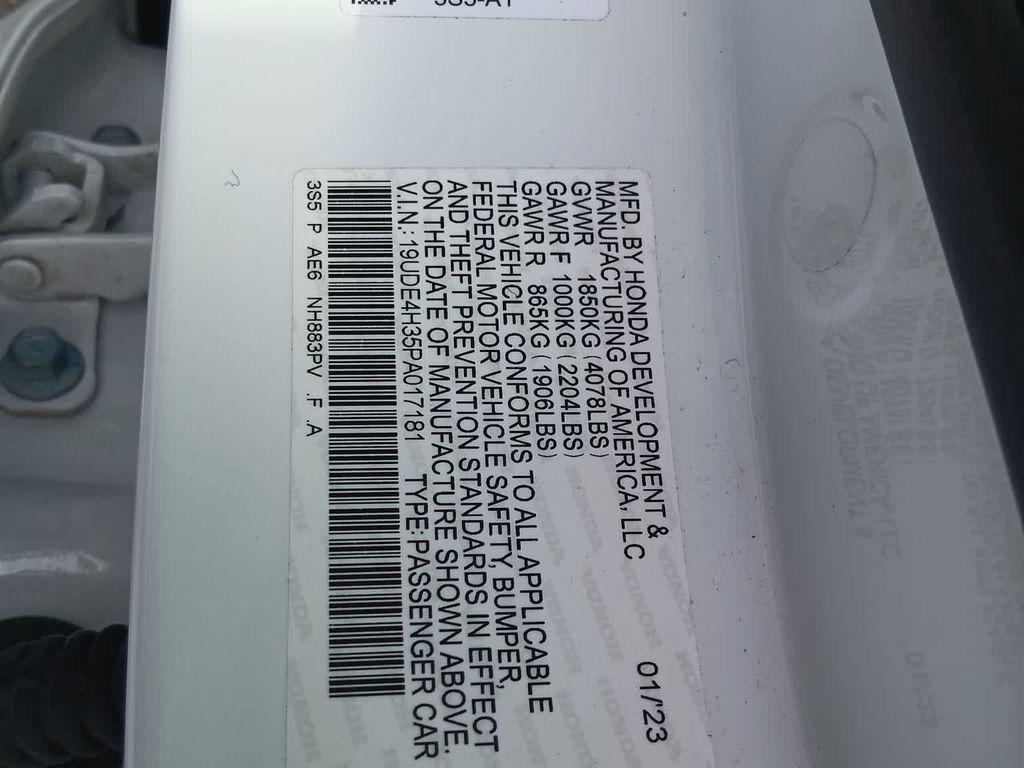 3S5-A1
MFD. BY HONDA DEVELOPMENT &
MANUFACTURING OF AMERICA, LLC 01/'23
GVWR 1850KG (4078LBS)
GAWR F 1000KG (2204LBS)
GAWR R 865KG (1906LBS)
THIS VEHICLE CONFORMS TO ALL APPLICABLE
FEDERAL MOTOR VEHICLE SAFETY, BUMPER,
AND THEFT PREVENTION STANDARDS IN EFFECT
ON THE DATE OF MANUFACTURE SHOWN ABOVE.
V.I.N.: 19UDE4H35PA017181 TYPE: PASSENGER CAR
3S5 P AE6 NH883PV .F A